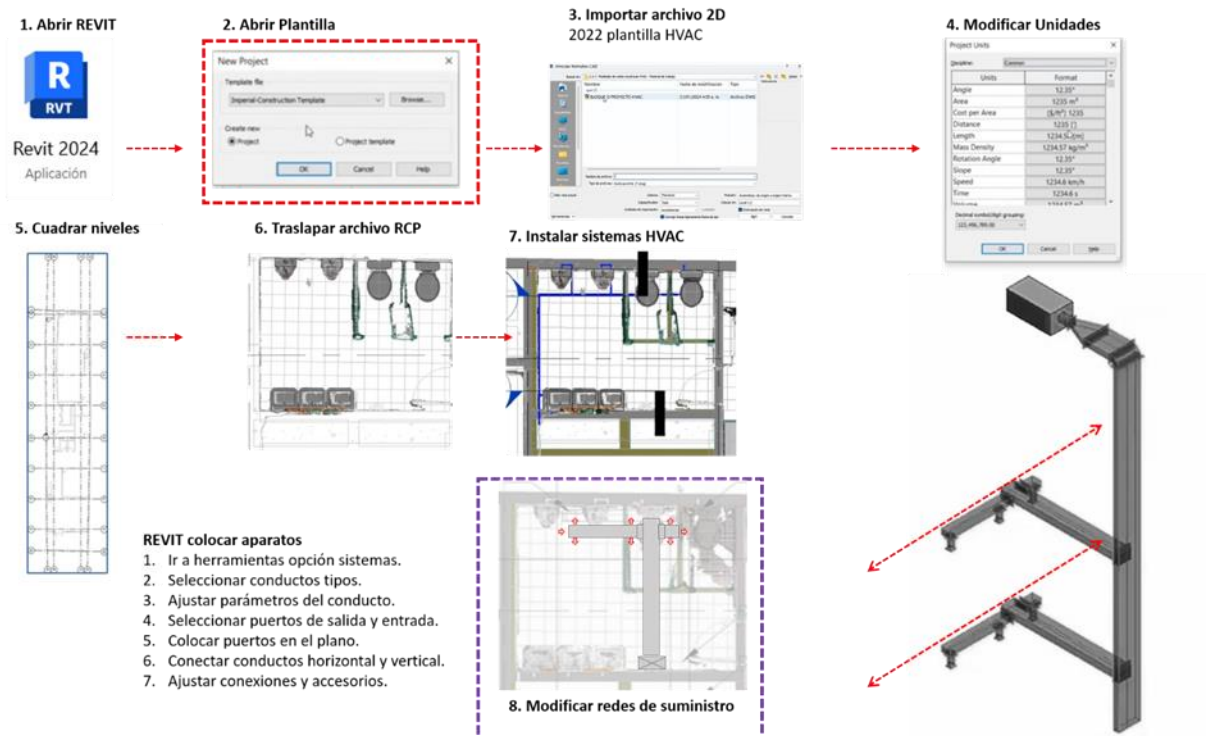 1. Abrir REVIT
R
RVT
Revit 2024
Aplicación
2. Abrir Plantilla
New Project
Template file
Imperial-Construction Template
Browse...
Create new
Project
Project template
OK
Cancel
Help
3. Importar archivo 2D
2022 plantilla HVAC
4. Modificar Unidades
Project Units
Discipline:
Common
Units
Format
Angle
12.35°
Area
1235 m²
Cost per Area
[$/m²] 1235
Distance
Length
Mass Density
1234.57 kg/m³
Rotation Angle
12.35°
Slope
12.35°
Speed
1234.6 km/h
Time
1234.6 s
Decimal symbol/digit grouping:
123,456,789.00
OK
Cancel
Help
5. Cuadrar niveles
6. Traslapar archivo RCP
7. Instalar sistemas HVAC
REVIT colocar aparatos
1. Ir a herramientas opción sistemas.
2. Seleccionar conductos tipos.
3. Ajustar parámetros del conducto.
4. Seleccionar puertos de salida y entrada.
5. Colocar puertos en el plano.
6. Conectar conductos horizontal y vertical.
7. Ajustar conexiones y accesorios.
8. Modificar redes de suministro